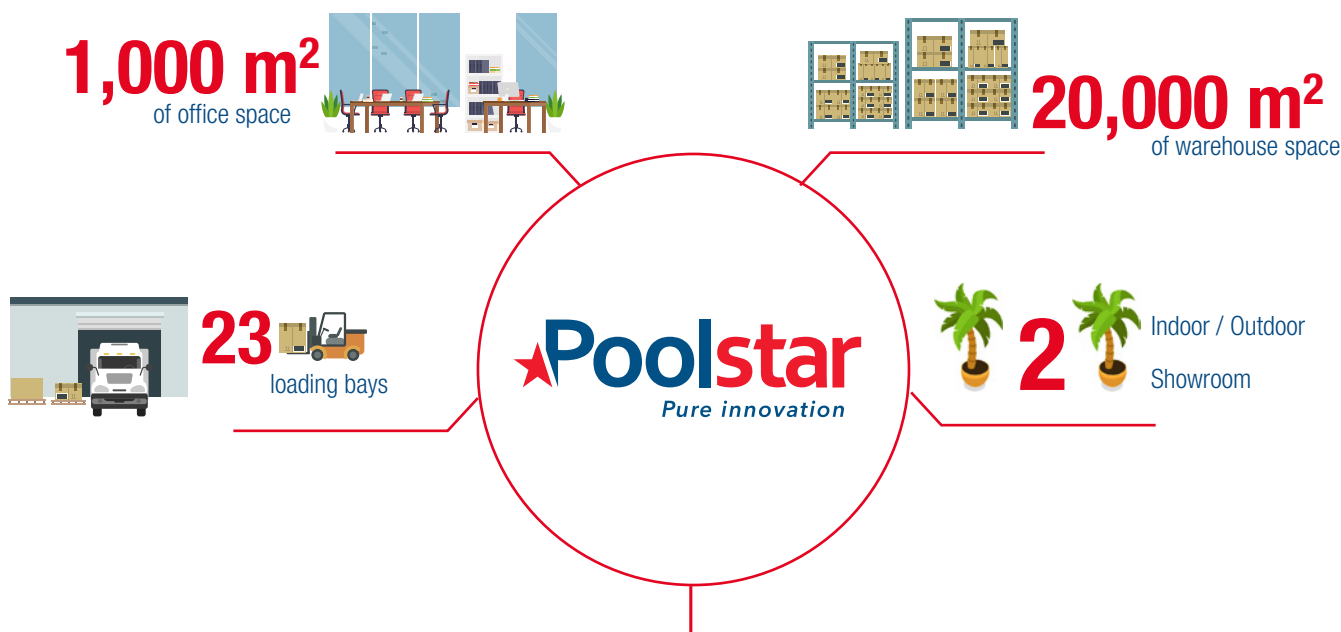 1,000 m²
of office space
20,000 m²
of warehouse space
23
loading bays
Poolstar
Pure innovation
2
Indoor / Outdoor
Showroom